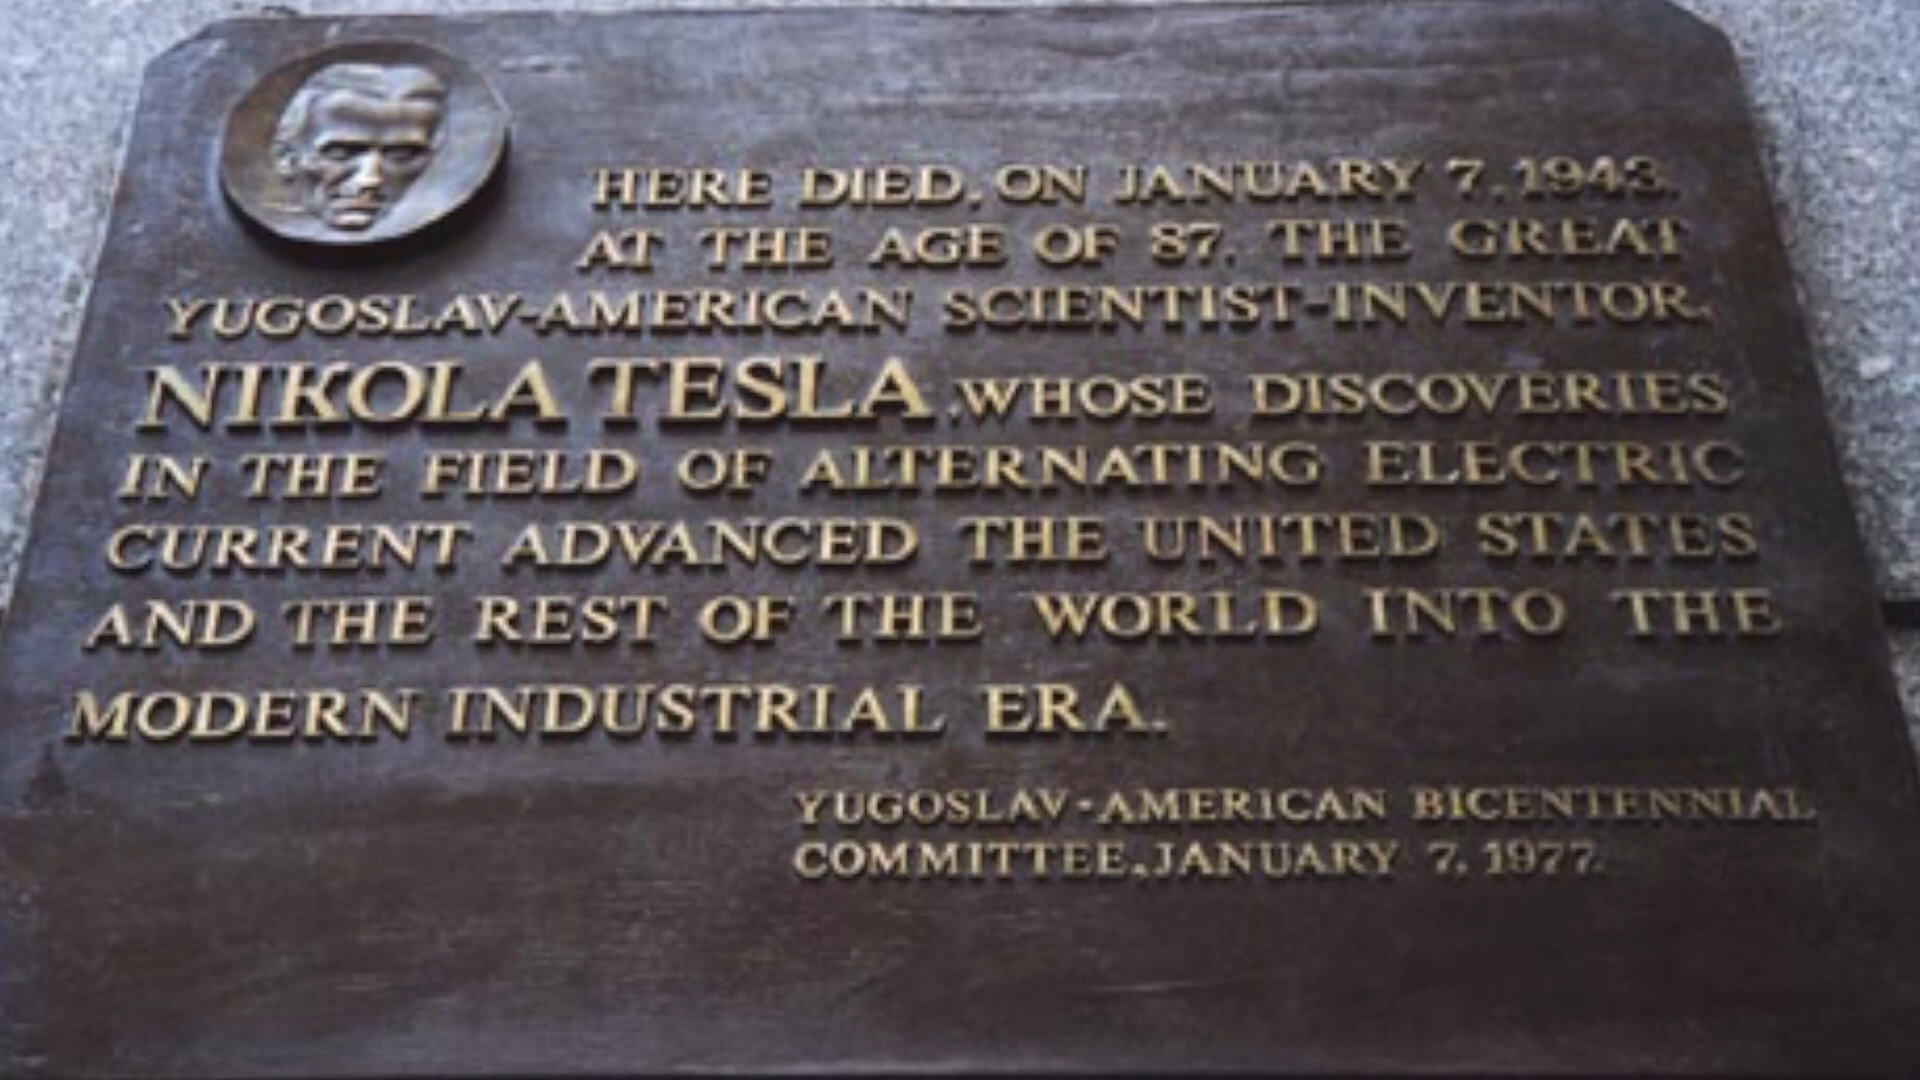 HERE DIED, ON JANUARY 7, 1943,
AT THE AGE OF 87, THE GREAT
YUGOSLAV-AMERICAN SCIENTIST-INVENTOR,
NIKOLA TESLA, WHOSE DISCOVERIES
IN THE FIELD OF ALTERNATING ELECTRIC
CURRENT ADVANCED THE UNITED STATES
AND THE REST OF THE WORLD INTO THE
MODERN INDUSTRIAL ERA.
YUGOSLAV-AMERICAN BICENTENNIAL
COMMITTEE, JANUARY 7, 1977.